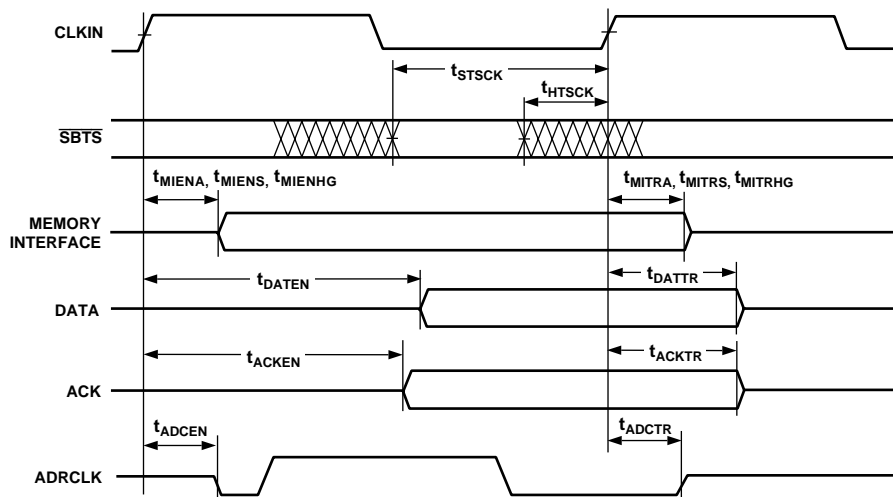 CLKIN
tSTSCK
tHTSCK
SBTS
tMIENA, tMIENS, tMIENHG
tMITRA, tMITRS, tMITRHG
MEMORY
INTERFACE
tDATEN
tDATTR
DATA
tACKEN
tACKTR
ACK
tADCEN
tADCTR
ADRCLK